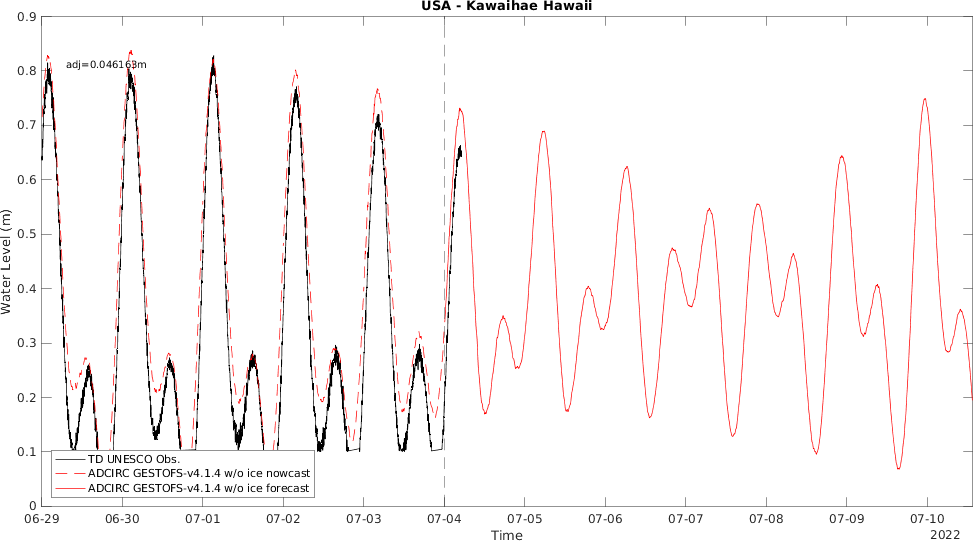 USA - Kawaihae Hawaii
0.9
0.8
0.7
0.6
0.5
0.4
0.3
0.2
0.1
0
Water Level (m)
adj=0.046163m
TD UNESCO Obs.
ADCIRC GESTOFS-v4.1.4 w/o ice nowcast
ADCIRC GESTOFS-v4.1.4 w/o ice forecast
06-29 06-30 07-01 07-02 07-03 07-04 07-05 07-06 07-07 07-08 07-09 07-10
Time
2022